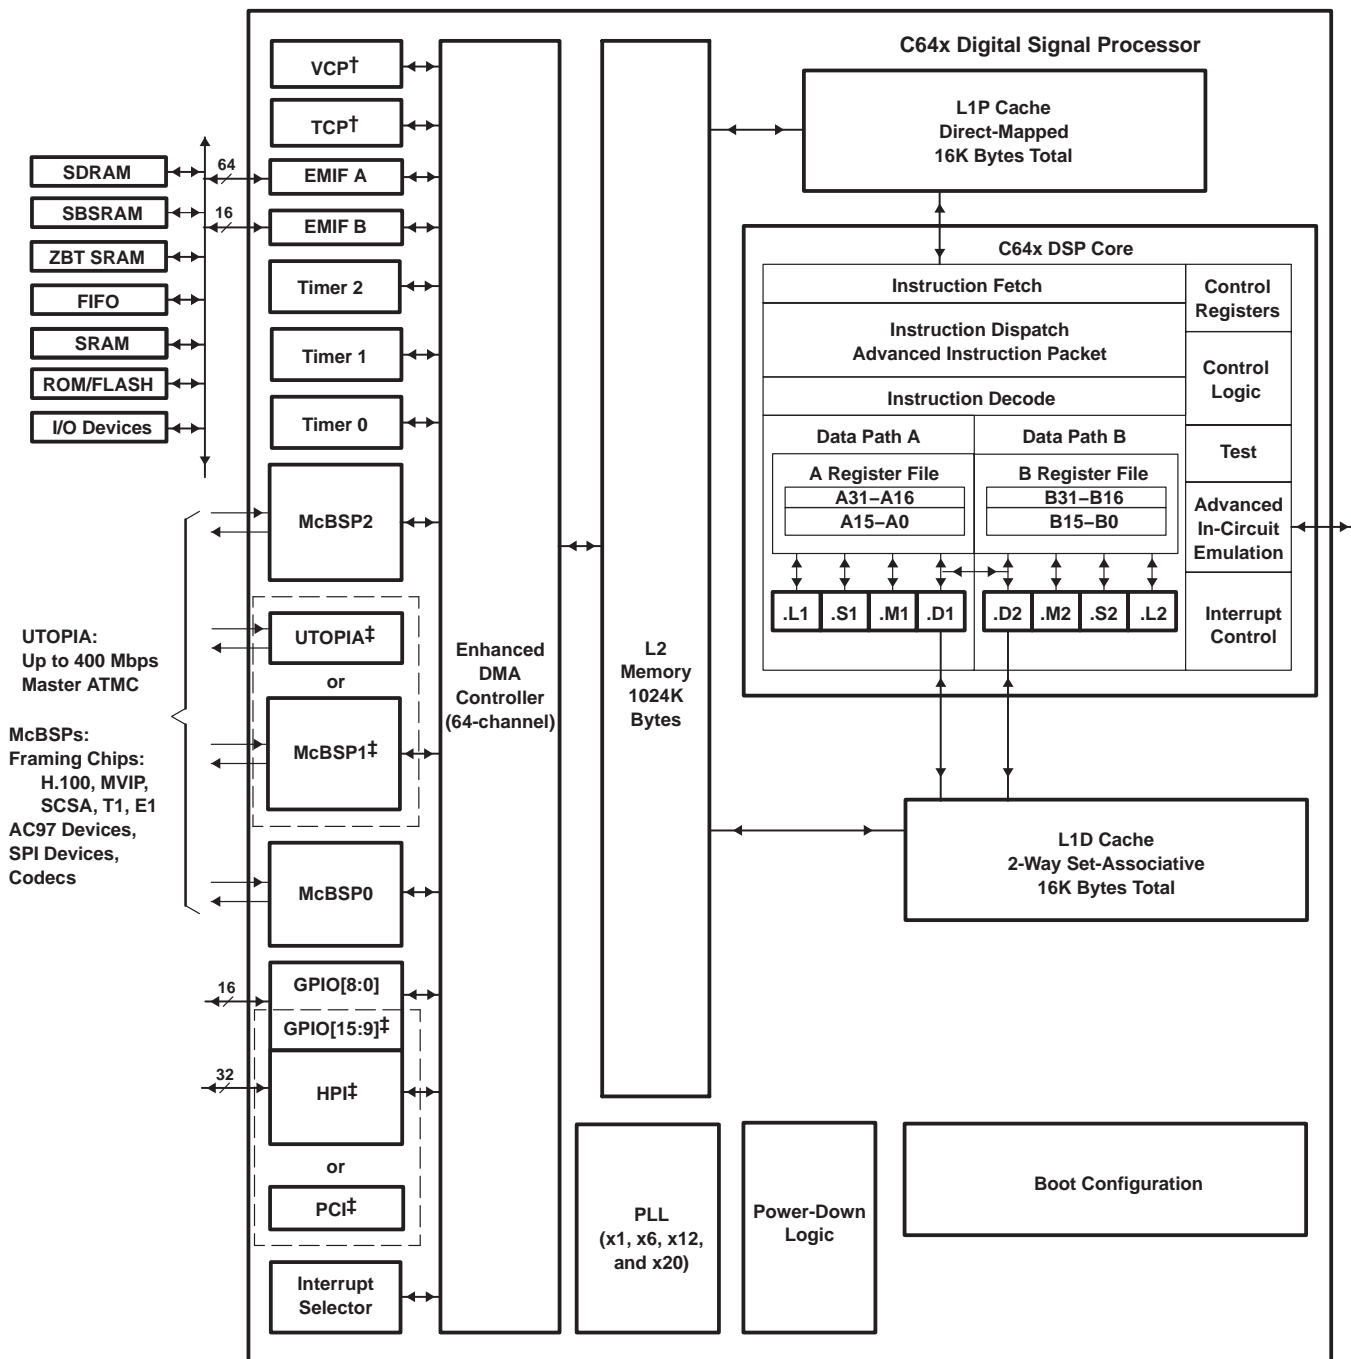 C64x Digital Signal Processor
VCP†
TCP†
EMIF A
EMIF B
Timer 2
Timer 1
Timer 0
McBSP2
UTOPIA‡
or
McBSP1‡
McBSP0
GPIO[8:0]
GPIO[15:9]‡
HPI‡
or
PCI‡
Interrupt
Selector
64
16
16
32
SDRAM
SBSRAM
ZBT SRAM
FIFO
SRAM
ROM/FLASH
I/O Devices
UTOPIA:
Up to 400 Mbps
Master ATMC
McBSPs:
Framing Chips:
H.100, MVIP,
SCSA, T1, E1
AC97 Devices,
SPI Devices,
Codecs
Enhanced
DMA
Controller
(64-channel)
L2
Memory
1024K
Bytes
L1P Cache
Direct-Mapped
16K Bytes Total
C64x DSP Core
Instruction Fetch
Instruction Dispatch
Advanced Instruction Packet
Instruction Decode
Data Path A
Data Path B
A Register File
A31–A16
A15–A0
B Register File
B31–B16
B15–B0
.L1
.S1
.M1
.D1
.D2
.M2
.S2
.L2
Control
Registers
Control
Logic
Test
Advanced
In-Circuit
Emulation
Interrupt
Control
L1D Cache
2-Way Set-Associative
16K Bytes Total
PLL
(x1, x6, x12,
and x20)
Power-Down
Logic
Boot Configuration